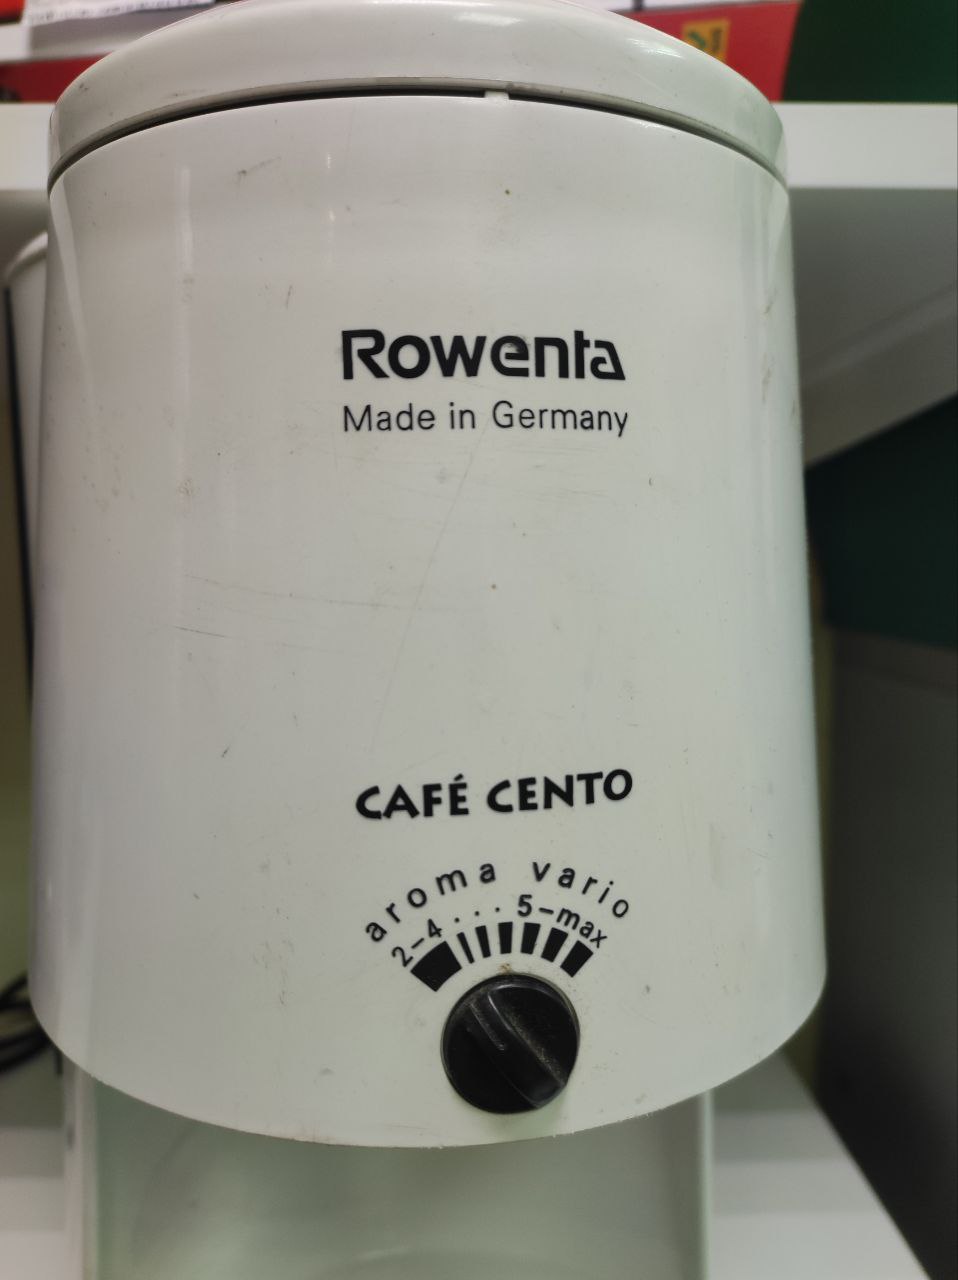 Rowenta
Made in Germany
CAFÉ CENTO
aroma vario
2-4 . . . 5-max